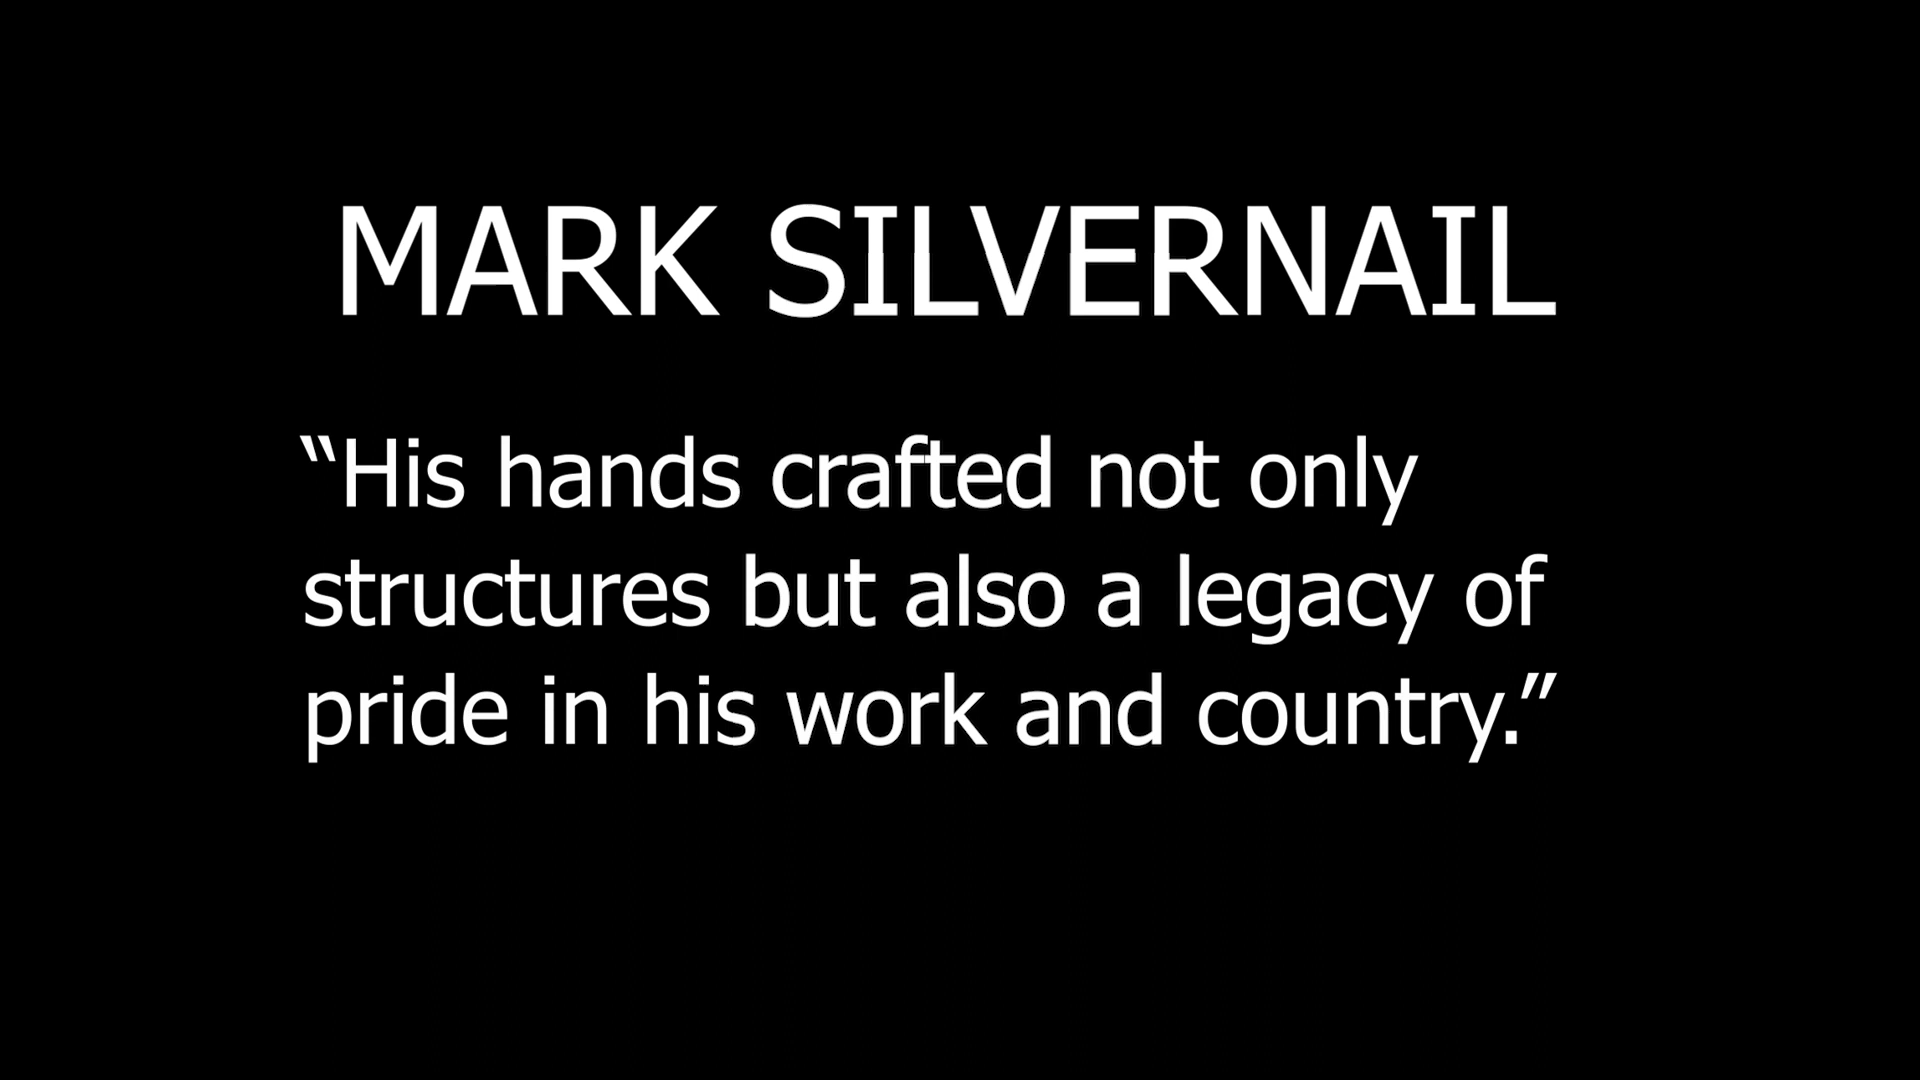 MARK SILVERNAIL
“His hands crafted not only
structures but also a legacy of
pride in his work and country.”